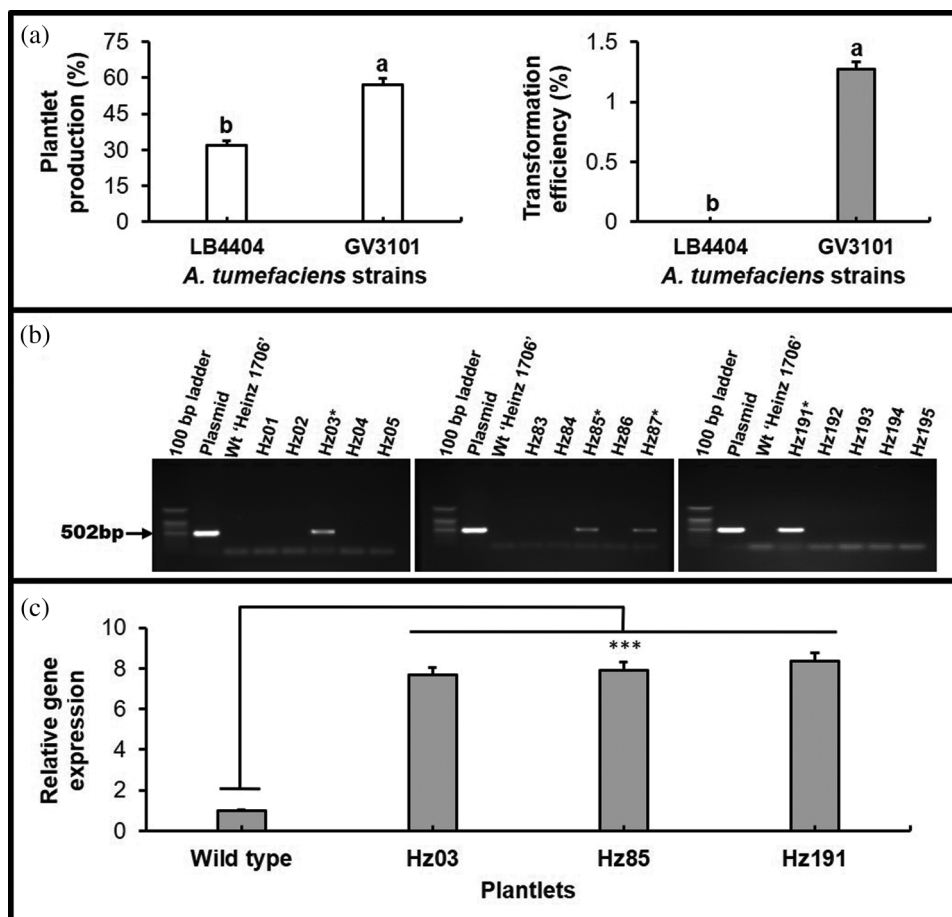 (a)
Plantlet production (%)
75
60
45
30
15
0
b
a
LB4404
GV3101
A. tumefaciens strains
Transformation efficiency (%)
1.5
1
0.5
0
b
a
LB4404
GV3101
A. tumefaciens strains
(b)
100 bp ladder
Plasmid
Wt ‘Heinz 1706’
Hz01
Hz02
Hz03*
Hz04
Hz05
100 bp ladder
Plasmid
Wt ‘Heinz 1706’
Hz83
Hz84
Hz85*
Hz86
Hz87*
100 bp ladder
Plasmid
Wt ‘Heinz 1706’
Hz191*
Hz192
Hz193
Hz194
Hz195
502bp
(c)
Relative gene expression
10
8
6
4
2
0
***
Wild type
Hz03
Hz85
Hz191
Plantlets